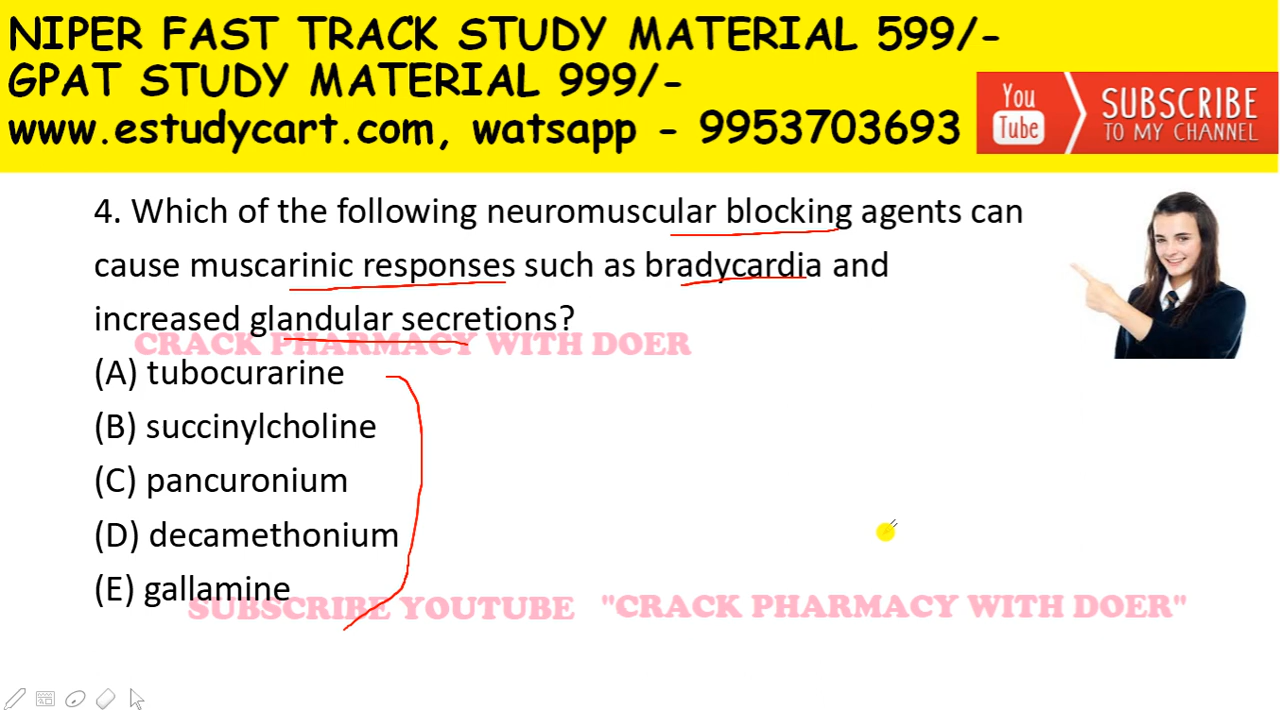 NIPER FAST TRACK STUDY MATERIAL 599/-
GPAT STUDY MATERIAL 999/-
www.estudycart.com, watsapp - 9953703693
You
Tube
SUBSCRIBE
TO MY CHANNEL
4. Which of the following neuromuscular blocking agents can
cause muscarinic responses such as bradycardia and
increased glandular secretions?
CRACK PHARMACY WITH DOER
(A) tubocurarine
(B) succinylcholine
(C) pancuronium
(D) decamethonium
(E) gallamine
SUBSCRIBE YOUTUBE "CRACK PHARMACY WITH DOER"